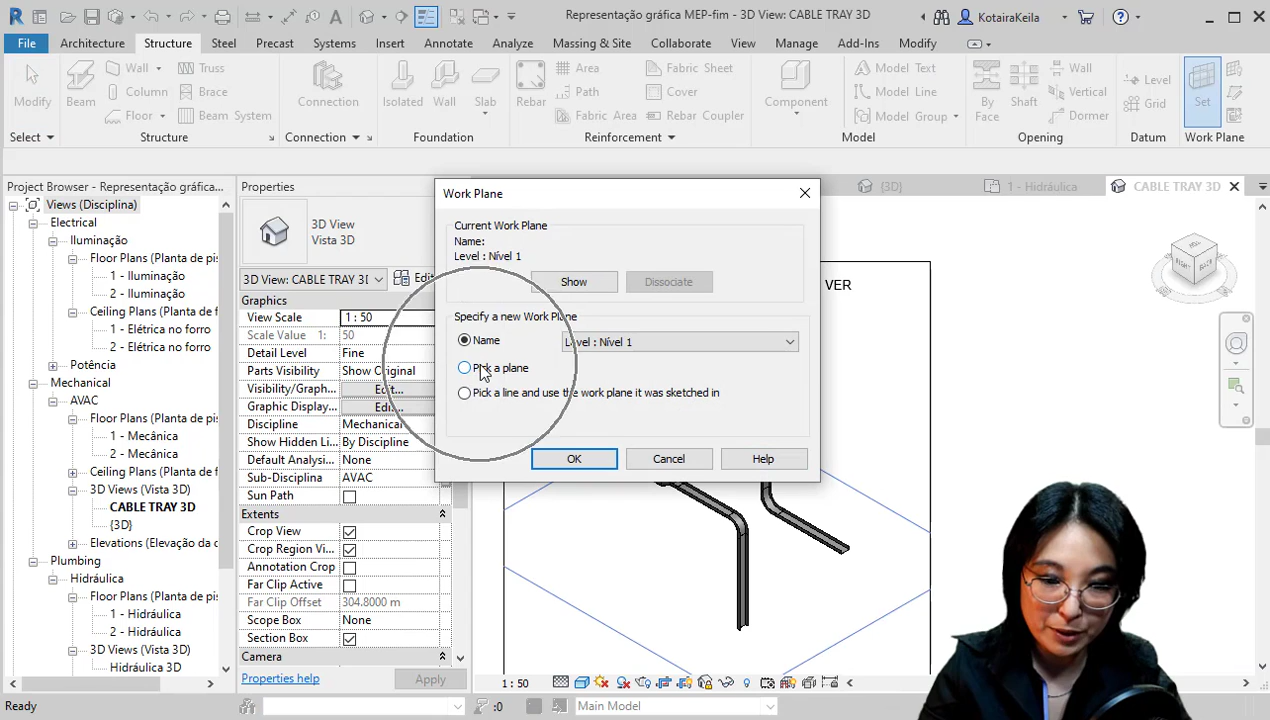 Representação gráfica MEP-fim - 3D View: CABLE TRAY 3D
KotairaKeila
File
Architecture
Structure
Steel
Precast
Systems
Insert
Annotate
Analyze
Massing & Site
Collaborate
View
Manage
Add-Ins
Modify
Modify
Select
Beam
Wall
Column
Floor
Truss
Brace
Beam System
Structure
Connection
Connection
Isolated
Wall
Slab
Foundation
Rebar
Area
Path
Fabric Area
Fabric Sheet
Cover
Rebar Coupler
Reinforcement
Component
Model Text
Model Line
Model Group
Model
By Face
Shaft
Wall
Vertical
Dormer
Opening
Level
Grid
Datum
Set
Work Plane
Project Browser - Representação gráfica...
Views (Disciplina)
Electrical
Iluminação
Floor Plans (Planta de pis
1 - Iluminação
2 - Iluminação
Ceiling Plans (Planta de p
1 - Elétrica no forro
2 - Elétrica no forro
Potência
Mechanical
AVAC
Floor Plans (Planta de pis
1 - Mecânica
2 - Mecânica
Ceiling Plans (Planta de p
3D Views (Vista 3D)
CABLE TRAY 3D
{3D}
Elevations (Elevação da c
Plumbing
Hidráulica
Floor Plans (Planta de pis
1 - Hidráulica
2 - Hidráulica
3D Views (Vista 3D)
Hidráulica 3D
Properties
3D View
Vista 3D
3D View: CABLE TRAY 3D
Edit
Graphics
View Scale 1 : 50
Scale Value 1: 50
Detail Level Fine
Parts Visibility Show Original
Visibility/Graph... Edit...
Graphic Display... Edit...
Discipline Mechanical
Show Hidden Li... By Discipline
Default Analysi... None
Sub-Discipline AVAC
Sun Path
Extents
Crop View
Crop Region Vi...
Annotation Crop
Far Clip Active
Far Clip Offset 304.8000 m
Scope Box None
Section Box
Camera
Properties help
Apply
Work Plane
Current Work Plane
Name:
Level : Nível 1
Show
Dissociate
Specify a new Work Plane
Name
Level : Nível 1
Pick a plane
Pick a line and use the work plane it was sketched in
OK
Cancel
Help
{3D}
1 - Hidráulica
CABLE TRAY 3D
VER
RIGHT
BACK
1 : 50
Ready
:0
Main Model